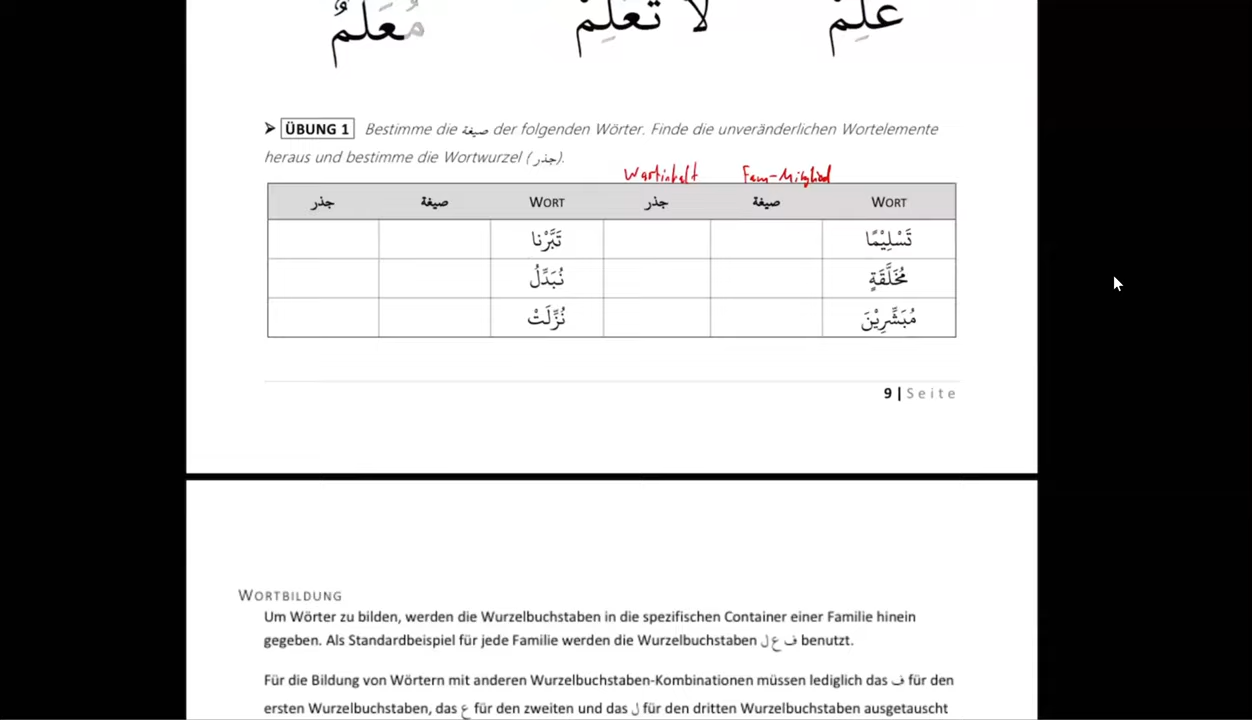 مُعَلِّمٌ لا تُعَلِّمْ عَلِّمْ
➤ ÜBUNG 1 Bestimme die صيغة der folgenden Wörter. Finde die unveränderlichen Wortelemente
heraus und bestimme die Wortwurzel (جذر).
Wortinhalt Fam-Mitglied
جذر صيغة WORT جذر صيغة WORT
تَبَّرْنا تَسْلِيْمًا
نُبَدِّلُ مُخَلَّقَةٍ
نُزِّلَتْ مُبَشِّرِيْنَ
9 | Seite
WORTBILDUNG
Um Wörter zu bilden, werden die Wurzelbuchstaben in die spezifischen Container einer Familie hinein
gegeben. Als Standardbeispiel für jede Familie werden die Wurzelbuchstaben ف ع ل benutzt.
Für die Bildung von Wörtern mit anderen Wurzelbuchstaben-Kombinationen müssen lediglich das ف für den
ersten Wurzelbuchstaben, das ع für den zweiten und das ل für den dritten Wurzelbuchstaben ausgetauscht